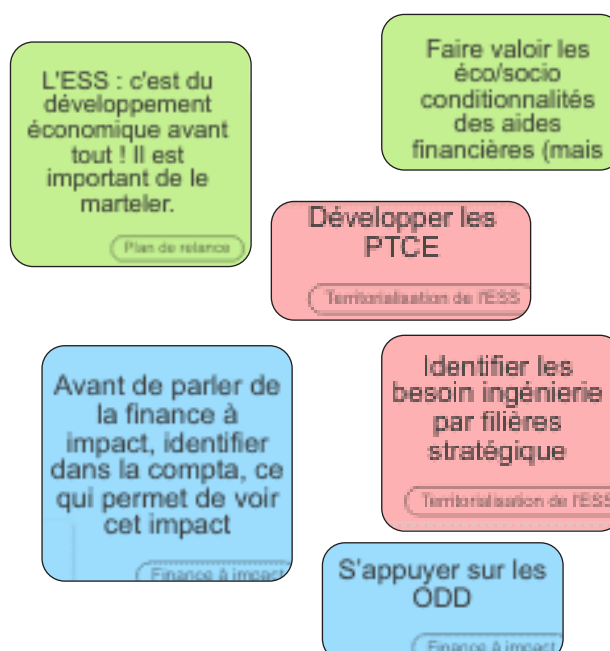 L'ESS : c'est du
développement
économique avant
tout ! Il est
important de le
marteler.
Plan de relance
Faire valoir les
éco/socio
conditionnalités
des aides
financières (mais
Développer les
PTCE
Territorialisation de l'ESS
Avant de parler de
la finance à
impact, identifier
dans la compta, ce
qui permet de voir
cet impact
Finance à impact
Identifier les
besoin ingénierie
par filières
stratégique
Territorialisation de l'ESS
S'appuyer sur les
ODD
Finance à impact